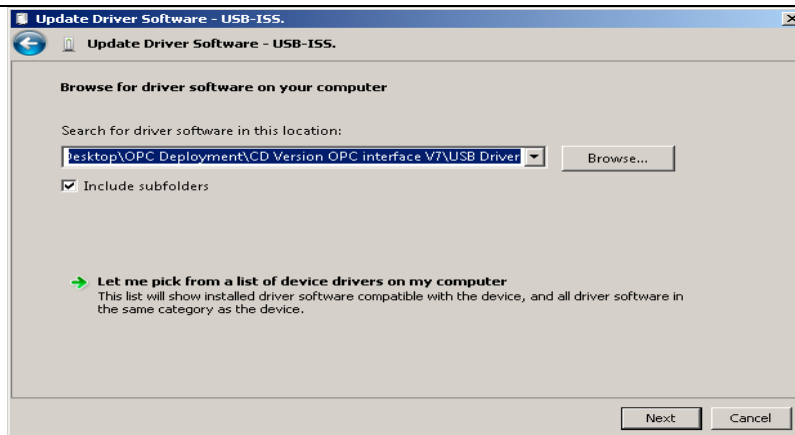 Update Driver Software - USB-ISS.
Update Driver Software - USB-ISS.
Browse for driver software on your computer
Search for driver software in this location:
Desktop\OPC Deployment\CD Version OPC interface V7\USB Driver
Browse...
Include subfolders
Let me pick from a list of device drivers on my computer
This list will show installed driver software compatible with the device, and all driver software in
the same category as the device.
Next
Cancel